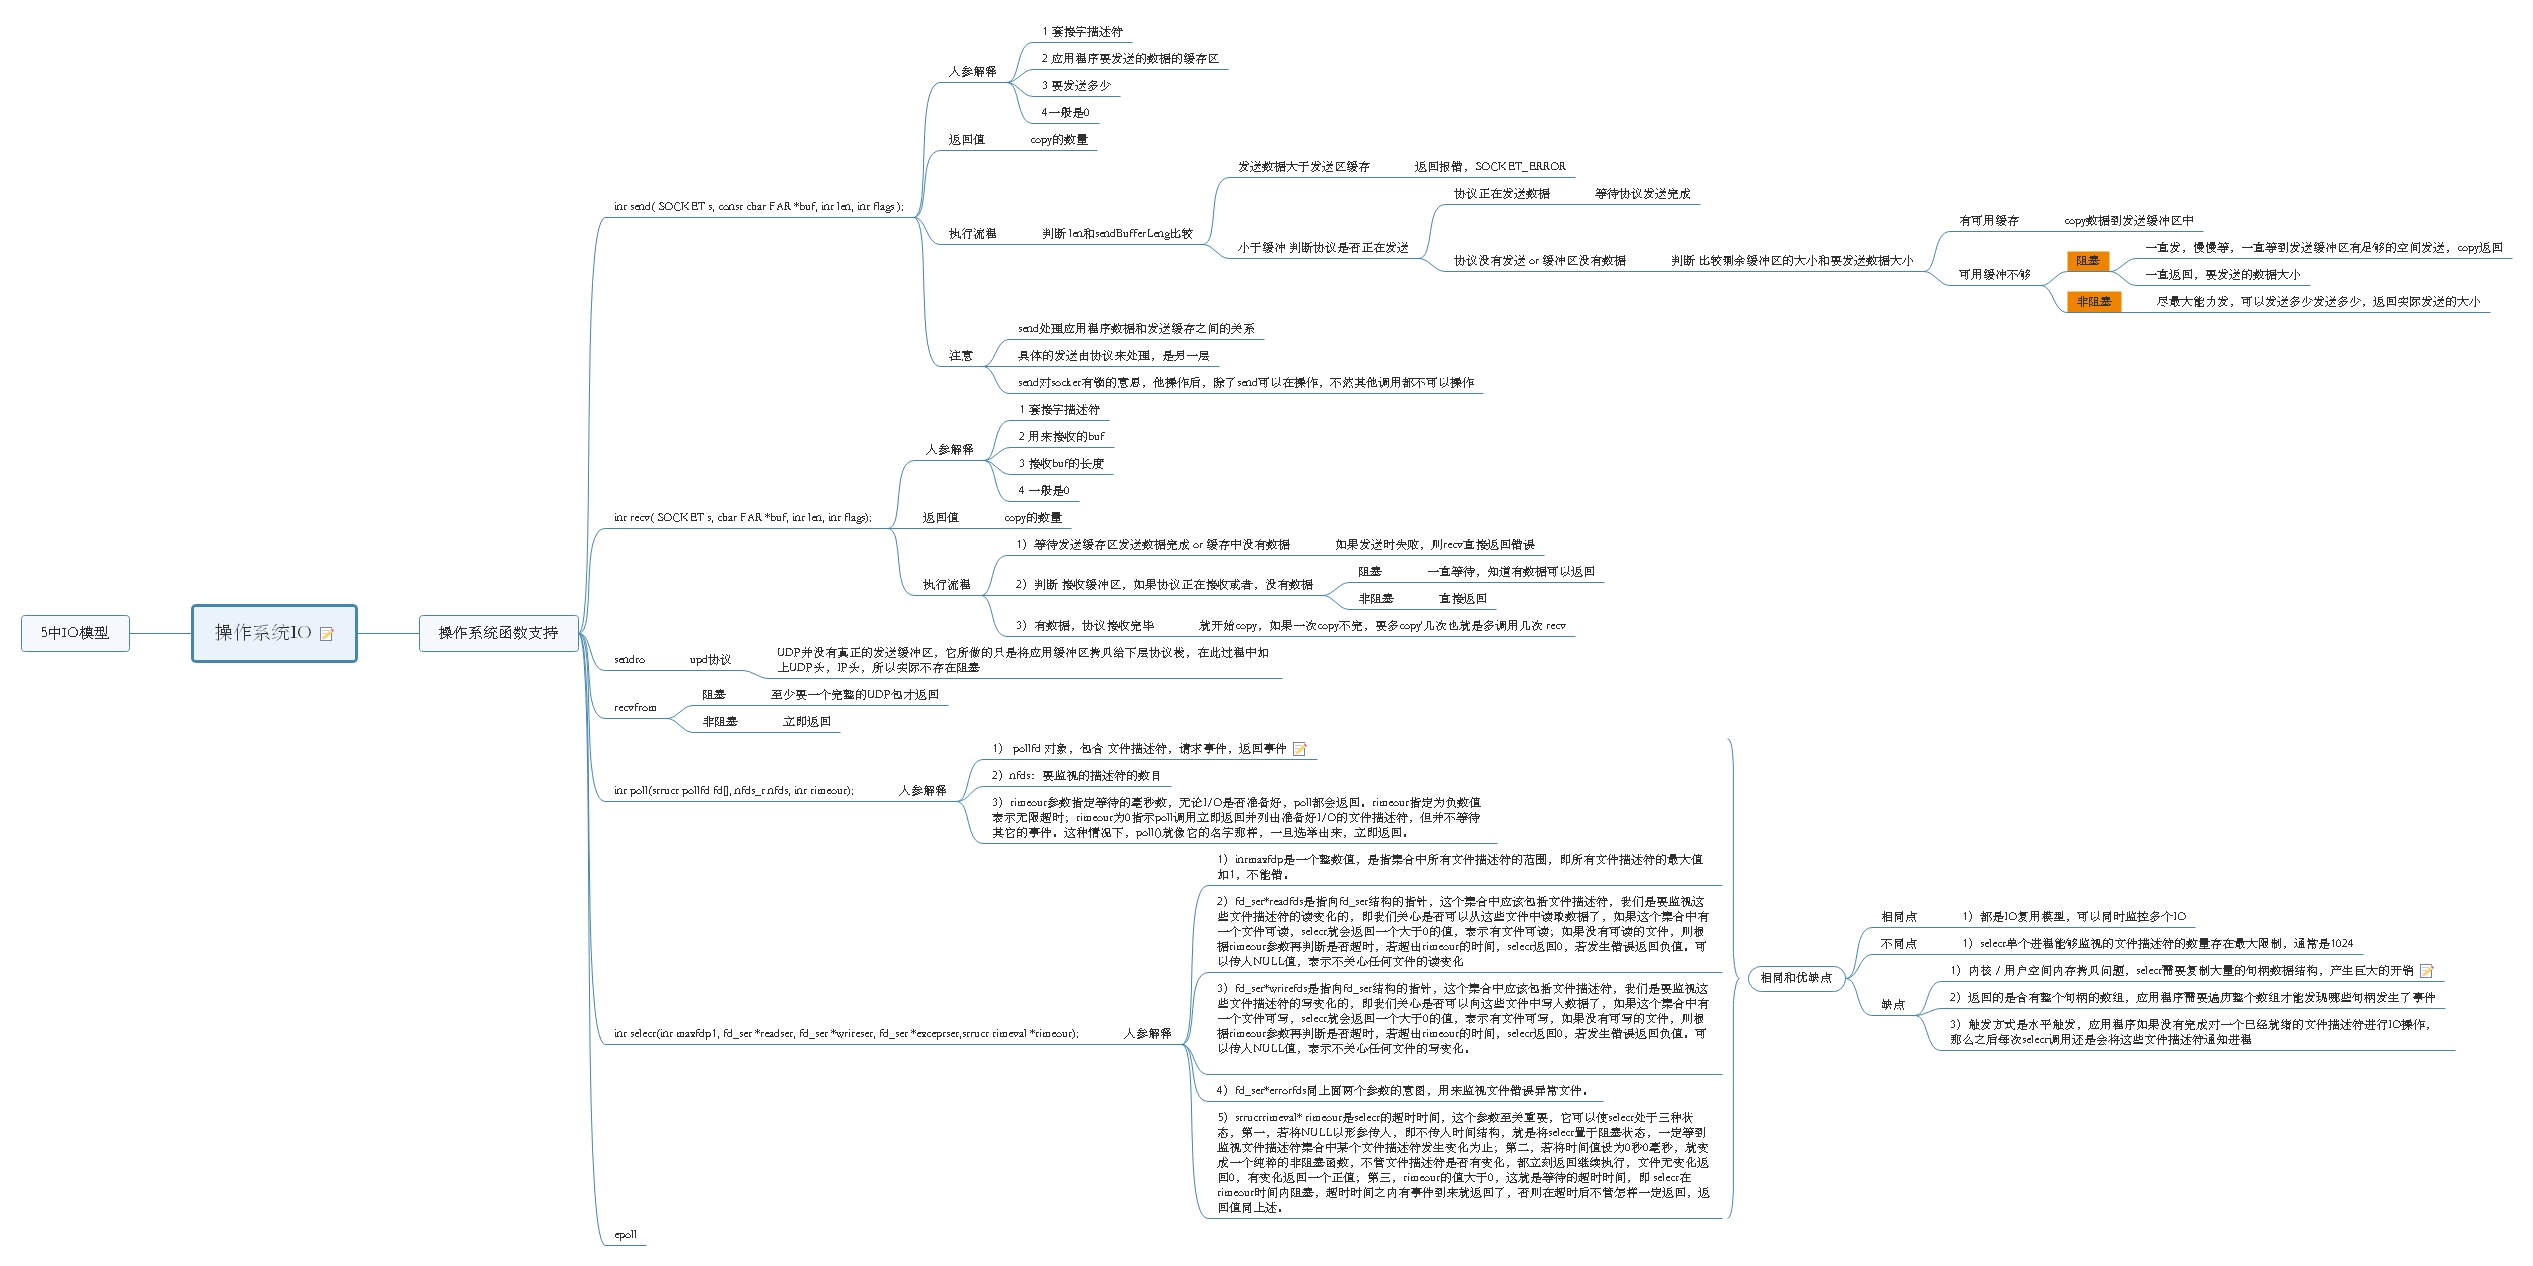 5中IO模型
操作系统IO
操作系统函数支持
int send( SOCKET s, const char FAR *buf, int len, int flags );
入参解释
1 套接字描述符
2 应用程序要发送的数据的缓存区
3 要发送多少
4一般是0
返回值
copy的数量
执行流程
判断 len和sendBufferLeng比较
发送数据大于发送区缓存
返回报错，SOCKET_ERROR
小于缓冲 判断协议是否正在发送
协议正在发送数据
等待协议发送完成
协议没有发送 or 缓冲区没有数据
判断 比较剩余缓冲区的大小和要发送数据大小
有可用缓存
copy数据到发送缓冲区中
可用缓冲不够
阻塞
一直发，慢慢等，一直等到发送缓冲区有足够的空间发送，copy返回
一直返回，要发送的数据大小
非阻塞
尽最大能力发，可以发送多少发送多少，返回实际发送的大小
注意
send处理应用程序数据和发送缓存之间的关系
具体的发送由协议来处理，是另一层
send对socket有锁的意思，他操作后，除了send可以在操作，不然其他调用都不可以操作
int recv( SOCKET s, char FAR *buf, int len, int flags);
入参解释
1 套接字描述符
2 用来接收的buf
3 接收buf的长度
4 一般是0
返回值
copy的数量
执行流程
1）等待发送缓存区发送数据完成 or 缓存中没有数据
如果发送时失败，则recv直接返回错误
2）判断 接收缓冲区，如果协议正在接收或者，没有数据
阻塞
一直等待，知道有数据可以返回
非阻塞
直接返回
3）有数据，协议接收完毕
就开始copy，如果一次copy不完，要多copy'几次也就是多调用几次 recv
sendto
upd协议
UDP并没有真正的发送缓冲区，它所做的只是将应用缓冲区拷贝给下层协议栈，在此过程中加
上UDP头，IP头，所以实际不存在阻塞
recvfrom
阻塞
至少要一个完整的UDP包才返回
非阻塞
立即返回
int poll(struct pollfd fd[], nfds_t nfds, int timeout);
入参解释
1） pollfd 对象，包含 文件描述符，请求事件，返回事件
2）nfds：要监视的描述符的数目
3）timeout参数指定等待的毫秒数，无论I/O是否准备好，poll都会返回。timeout指定为负数值
表示无限超时；timeout为0指示poll调用立即返回并列出准备好I/O的文件描述符，但并不等待
其它的事件。这种情况下，poll()就像它的名字那样，一旦选举出来，立即返回。
int select(int maxfdp1, fd_set *readset, fd_set *writeset, fd_set *exceptset,struct timeval *timeout);
入参解释
1）intmaxfdp是一个整数值，是指集合中所有文件描述符的范围，即所有文件描述符的最大值
加1，不能错。
2）fd_set*readfds是指向fd_set结构的指针，这个集合中应该包括文件描述符，我们是要监视这
些文件描述符的读变化的，即我们关心是否可以从这些文件中读取数据了，如果这个集合中有
一个文件可读，select就会返回一个大于0的值，表示有文件可读；如果没有可读的文件，则根
据timeout参数再判断是否超时，若超出timeout的时间，select返回0，若发生错误返回负值。可
以传入NULL值，表示不关心任何文件的读变化
3）fd_set*writefds是指向fd_set结构的指针，这个集合中应该包括文件描述符，我们是要监视这
些文件描述符的写变化的，即我们关心是否可以向这些文件中写入数据了，如果这个集合中有
一个文件可写，select就会返回一个大于0的值，表示有文件可写，如果没有可写的文件，则根
据timeout参数再判断是否超时，若超出timeout的时间，select返回0，若发生错误返回负值。可
以传入NULL值，表示不关心任何文件的写变化。
4）fd_set*errorfds同上面两个参数的意图，用来监视文件错误异常文件。
5）structtimeval* timeout是select的超时时间，这个参数至关重要，它可以使select处于三种状
态，第一，若将NULL以形参传入，即不传入时间结构，就是将select置于阻塞状态，一定等到
监视文件描述符集合中某个文件描述符发生变化为止；第二，若将时间值设为0秒0毫秒，就变
成一个纯粹的非阻塞函数，不管文件描述符是否有变化，都立刻返回继续执行，文件无变化返
回0，有变化返回一个正值；第三，timeout的值大于0，这就是等待的超时时间，即 select在
timeout时间内阻塞，超时时间之内有事件到来就返回了，否则在超时后不管怎样一定返回，返
回值同上述。
相同和优缺点
相同点
1）都是IO复用模型，可以同时监控多个IO
不同点
1）select单个进程能够监视的文件描述符的数量存在最大限制，通常是1024
缺点
1）内核 / 用户空间内存拷贝问题，select需要复制大量的句柄数据结构，产生巨大的开销
2）返回的是含有整个句柄的数组，应用程序需要遍历整个数组才能发现哪些句柄发生了事件
3）触发方式是水平触发，应用程序如果没有完成对一个已经就绪的文件描述符进行IO操作，
那么之后每次select调用还是会将这些文件描述符通知进程
epoll